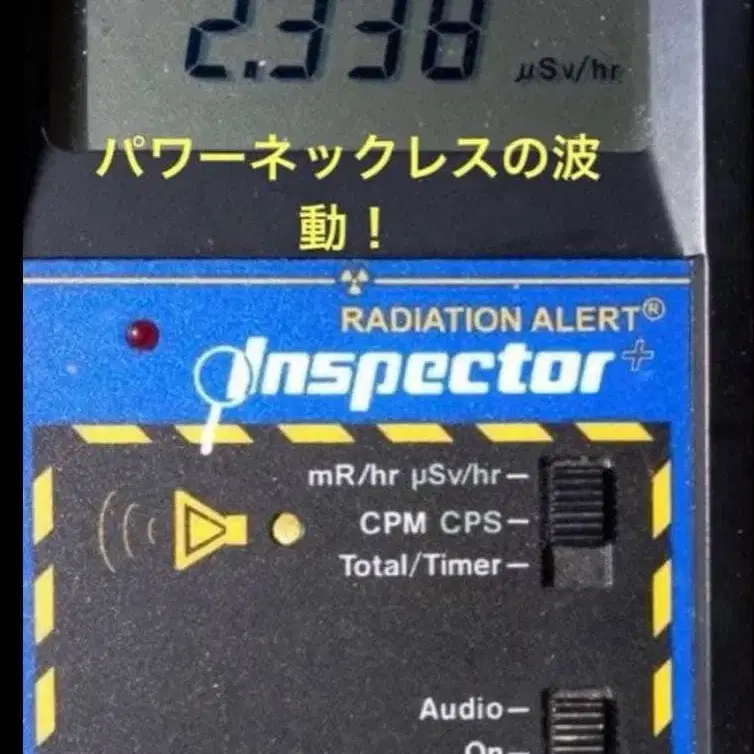 2.338 μSv/hr
パワーネックレスの波
動！
RADIATION ALERT®
Inspector+
mR/hr μSv/hr
CPM CPS
Total/Timer
Audio
On